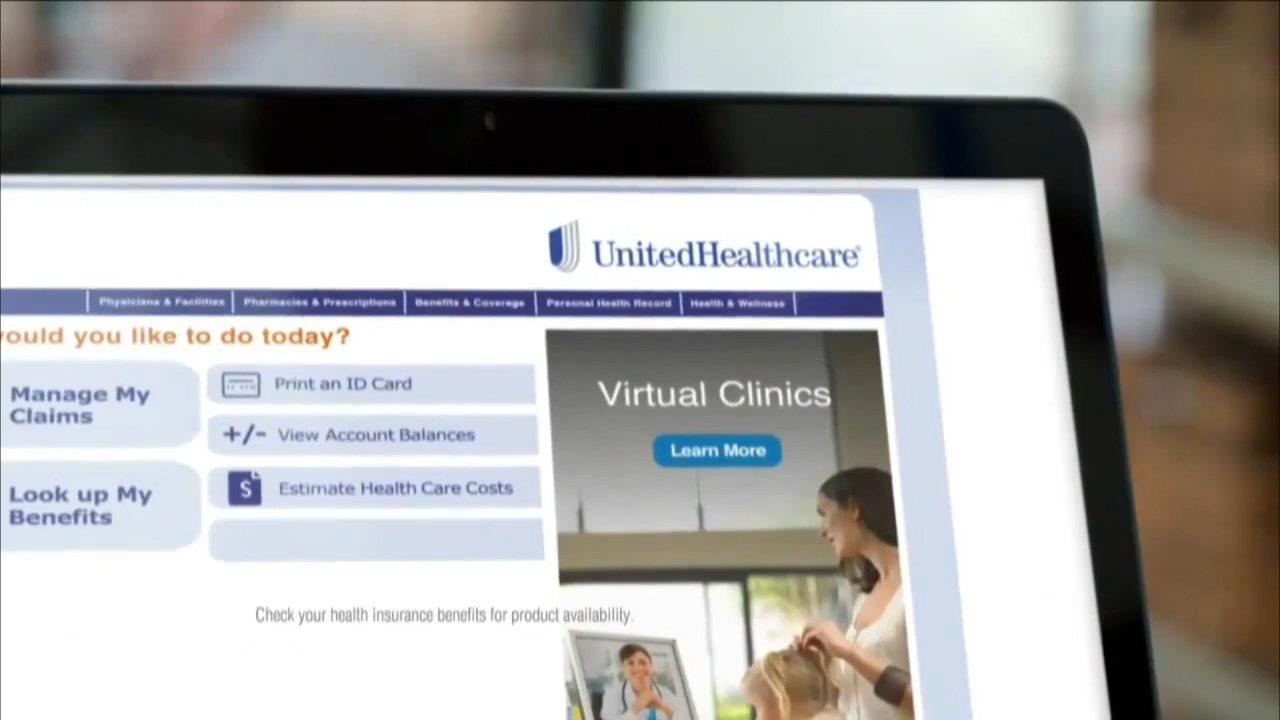 UnitedHealthcare®
Physicians & Facilities
Pharmacies & Prescriptions
Benefits & Coverage
Personal Health Record
Health & Wellness
would you like to do today?
Manage My
Claims
Look up My
Benefits
Print an ID Card
+/- View Account Balances
$ Estimate Health Care Costs
Virtual Clinics
Learn More
Check your health insurance benefits for product availability.